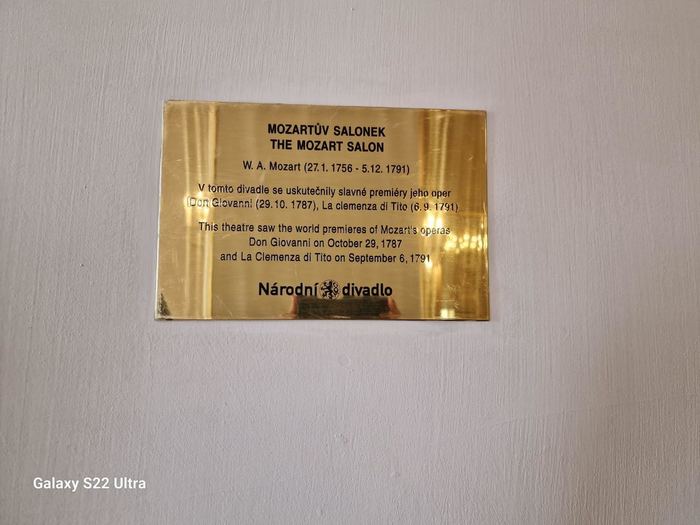 MOZARTŮV SALONEK
THE MOZART SALON
W. A. Mozart (27.1. 1756 - 5.12. 1791)
V tomto divadle se uskutečnily slavné premiéry jeho oper
Don Giovanni (29. 10. 1787), La clemenza di Tito (6. 9. 1791)
This theatre saw the world premieres of Mozart's operas
Don Giovanni on October 29, 1787
and La Clemenza di Tito on September 6, 1791
Národní divadlo
Galaxy S22 Ultra